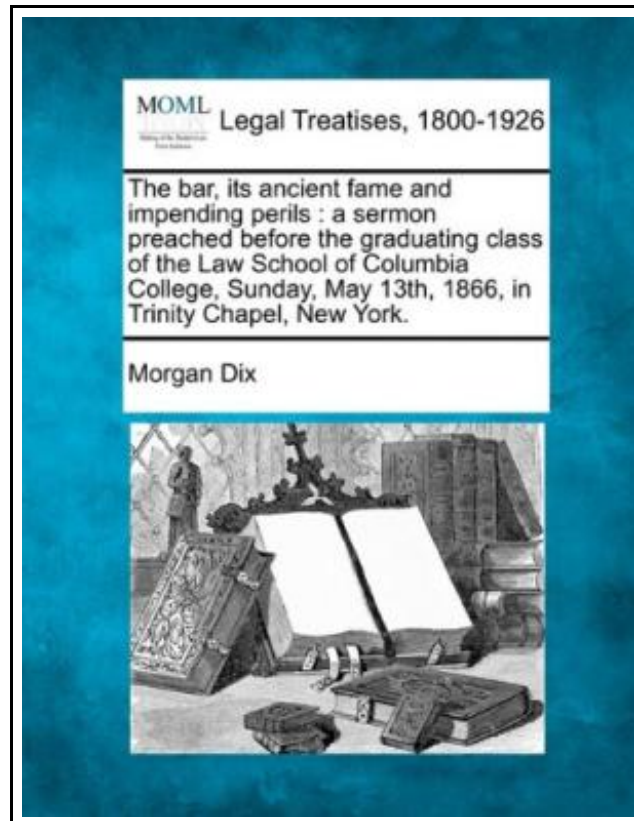 MOML
Legal Treatises, 1800-1926
The bar, its ancient fame and
impending perils : a sermon
preached before the graduating class
of the Law School of Columbia
College, Sunday, May 13th, 1866, in
Trinity Chapel, New York.
Morgan Dix